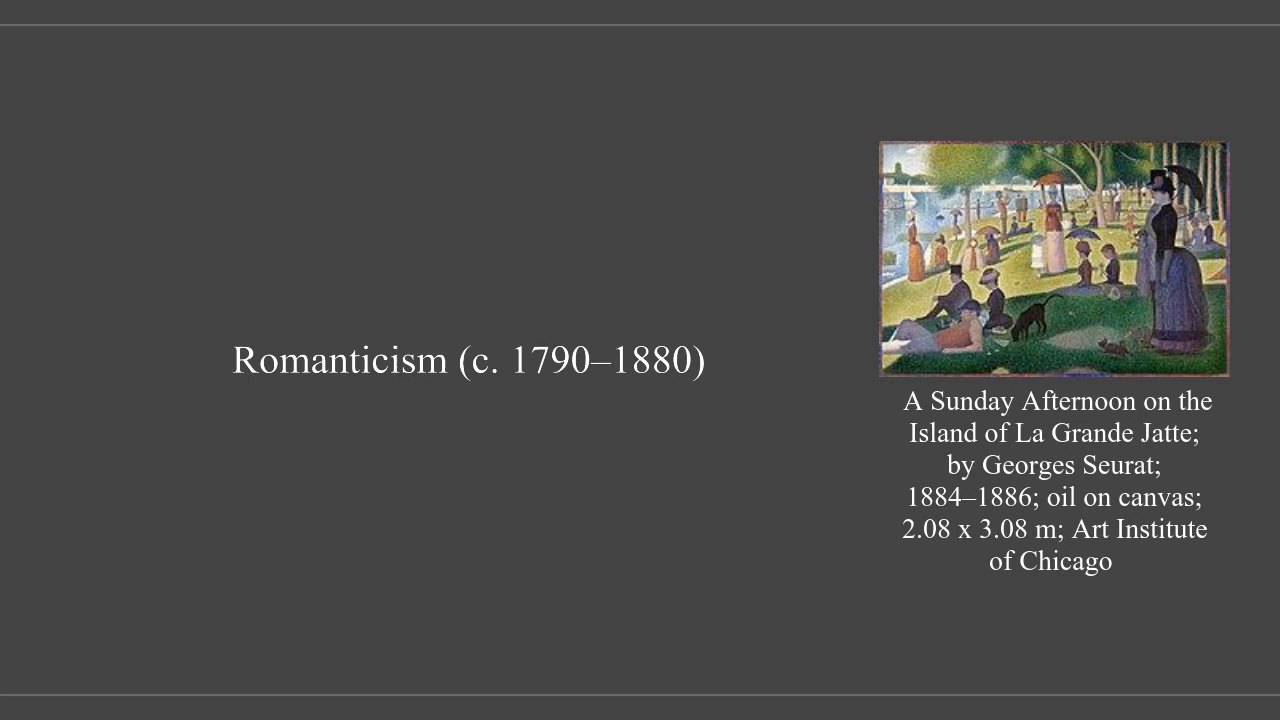 Romanticism (c. 1790–1880)
A Sunday Afternoon on the
Island of La Grande Jatte;
by Georges Seurat;
1884–1886; oil on canvas;
2.08 x 3.08 m; Art Institute
of Chicago